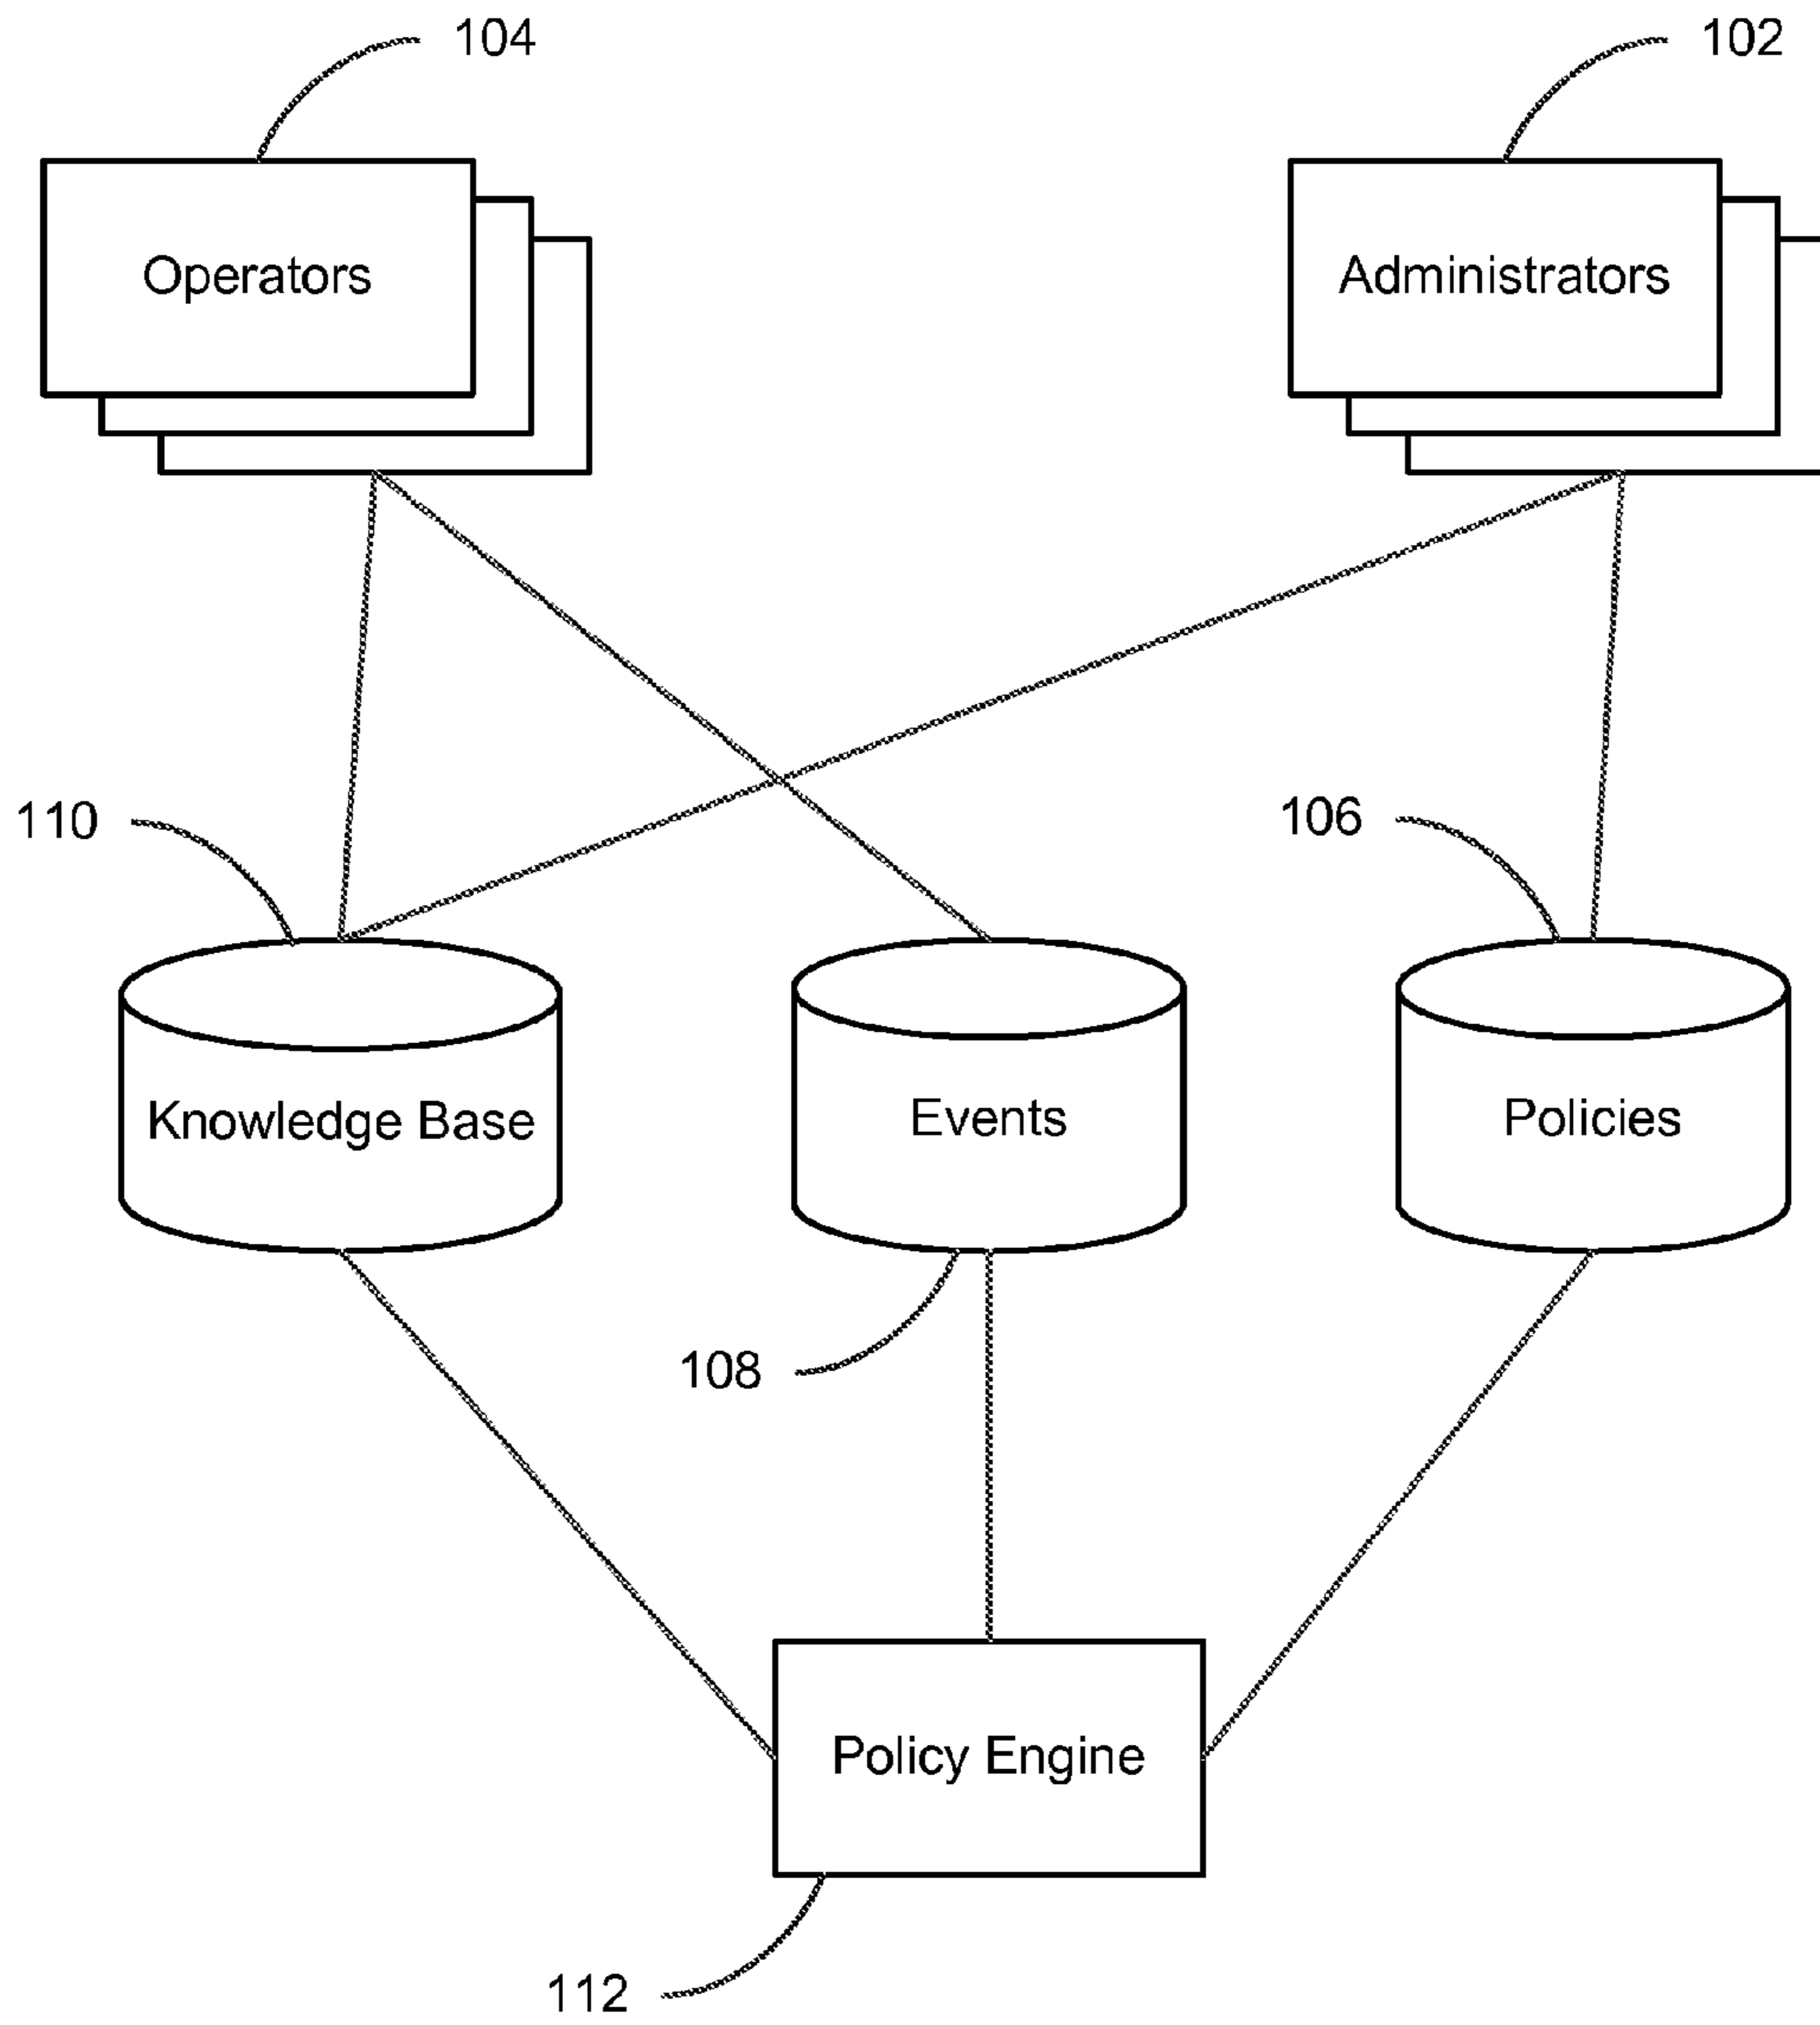 104
102
Operators
Administrators
110
106
Knowledge Base
Events
Policies
108
Policy Engine
112